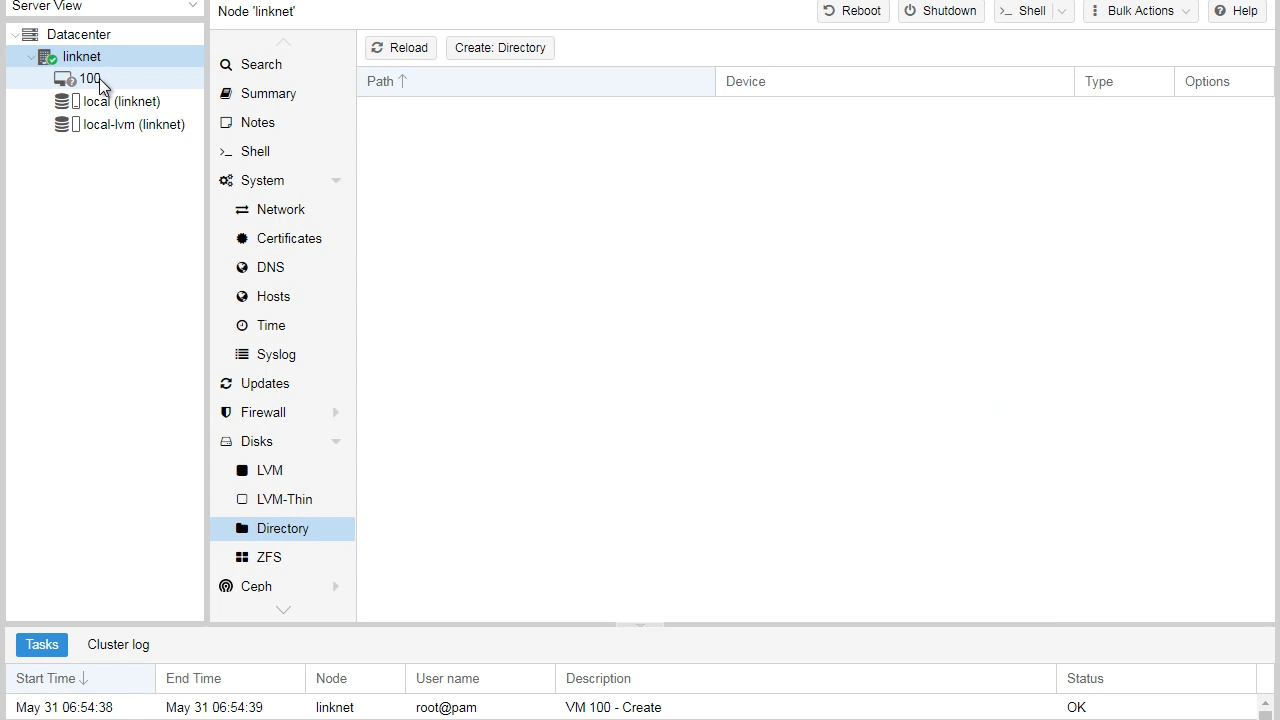 Server View
Node 'linknet'
Reboot
Shutdown
Shell
Bulk Actions
Help
Datacenter
linknet
100
local (linknet)
local-lvm (linknet)
Search
Summary
Notes
Shell
System
Network
Certificates
DNS
Hosts
Time
Syslog
Updates
Firewall
Disks
LVM
LVM-Thin
Directory
ZFS
Ceph
Reload
Create: Directory
Path
Device
Type
Options
Tasks
Cluster log
Start Time
End Time
Node
User name
Description
Status
May 31 06:54:38
May 31 06:54:39
linknet
root@pam
VM 100 - Create
OK